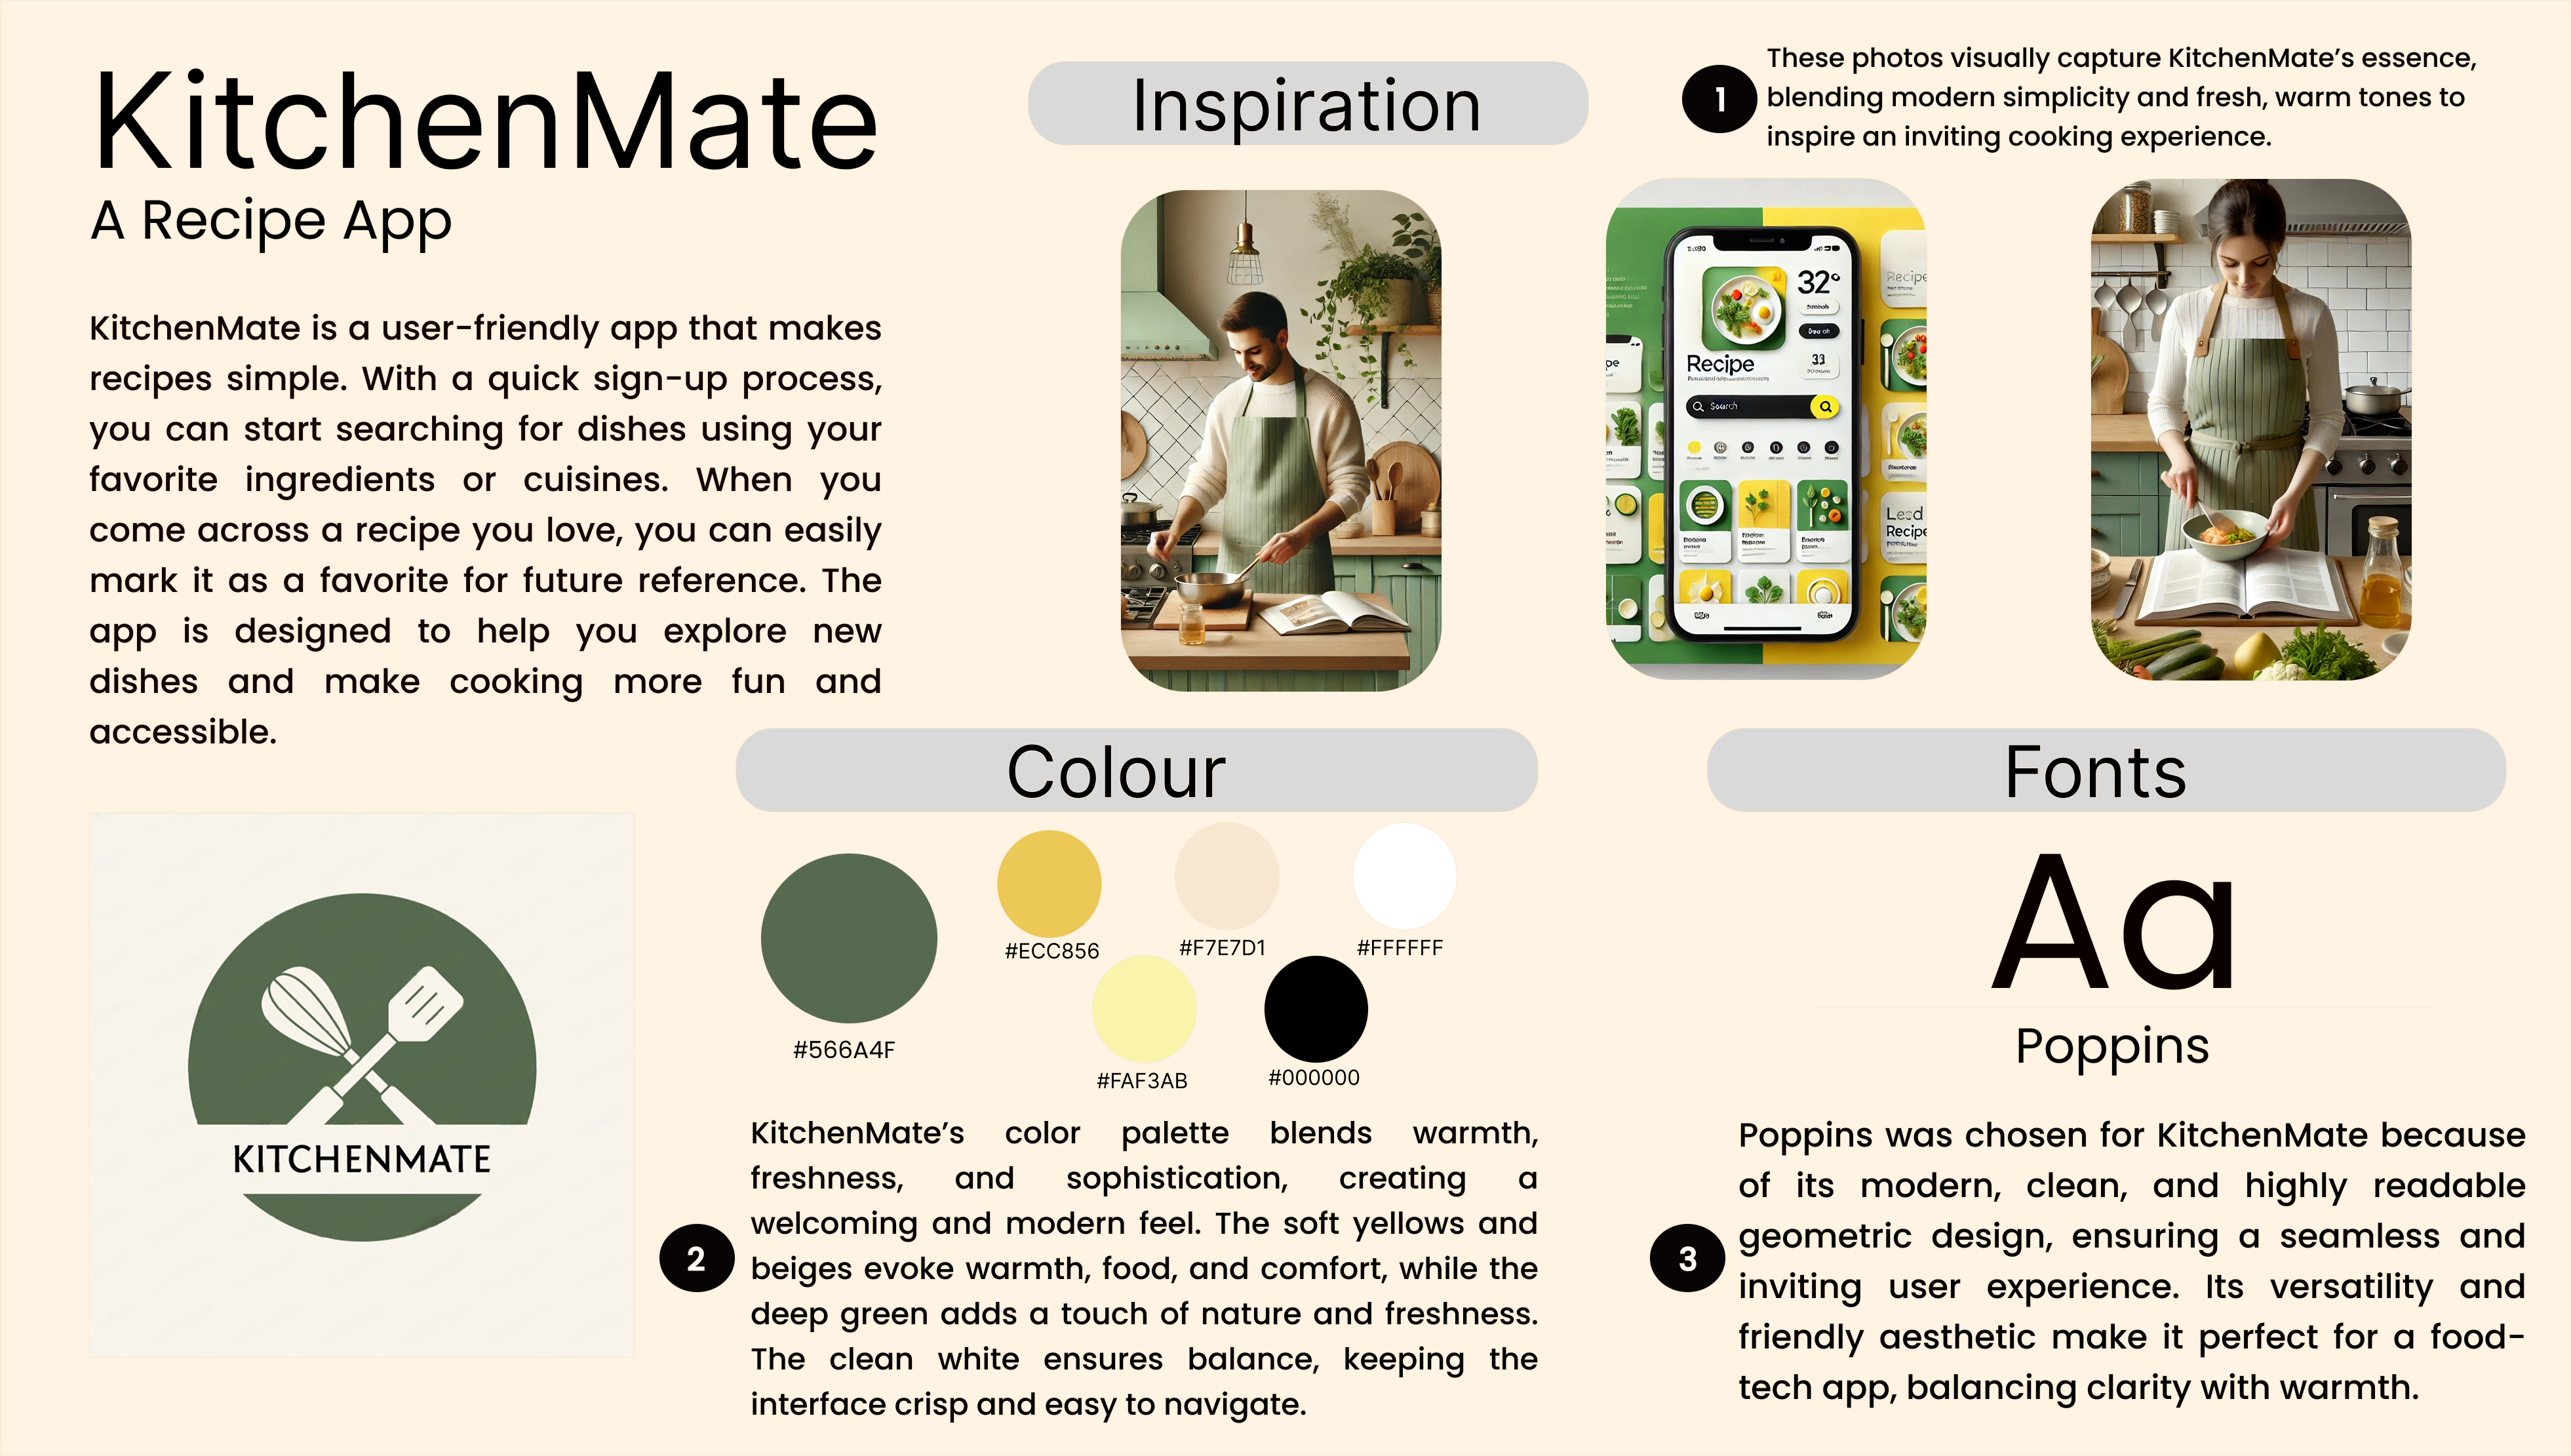 KitchenMate
A Recipe App
KitchenMate is a user-friendly app that makes
recipes simple. With a quick sign-up process,
you can start searching for dishes using your
favorite ingredients or cuisines. When you
come across a recipe you love, you can easily
mark it as a favorite for future reference. The
app is designed to help you explore new
dishes and make cooking more fun and
accessible.
KITCHENMATE
Inspiration
1
These photos visually capture KitchenMate’s essence,
blending modern simplicity and fresh, warm tones to
inspire an inviting cooking experience.
32°
Recipe
33
Recipe
Recipe
Colour
#566A4F
#ECC856
#F7E7D1
#FFFFFF
#FAF3AB
#000000
2
KitchenMate’s color palette blends warmth,
freshness, and sophistication, creating a
welcoming and modern feel. The soft yellows and
beiges evoke warmth, food, and comfort, while the
deep green adds a touch of nature and freshness.
The clean white ensures balance, keeping the
interface crisp and easy to navigate.
Fonts
Aa
Poppins
3
Poppins was chosen for KitchenMate because
of its modern, clean, and highly readable
geometric design, ensuring a seamless and
inviting user experience. Its versatility and
friendly aesthetic make it perfect for a food-
tech app, balancing clarity with warmth.